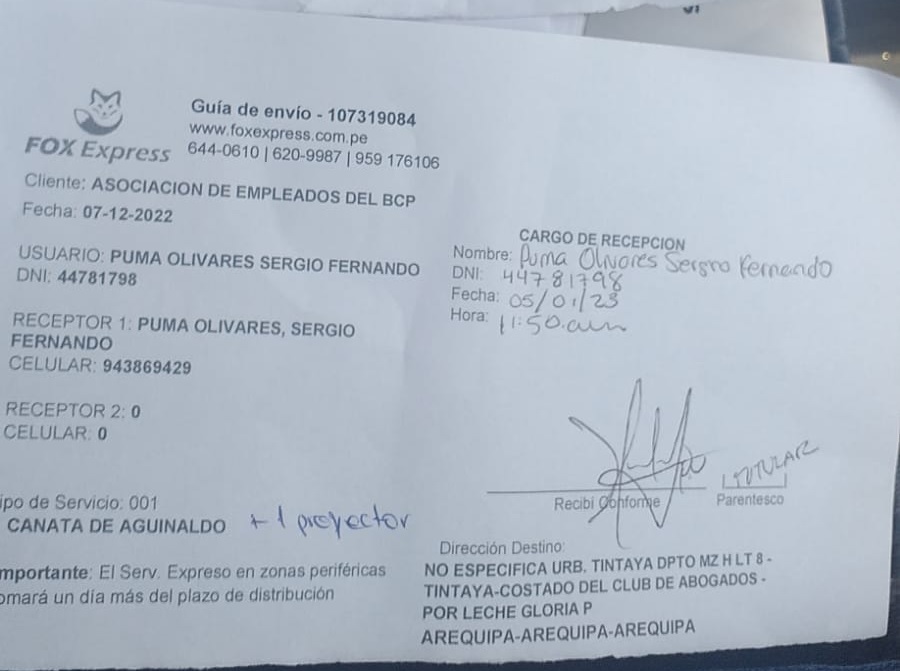 FOX Express
Guía de envío - 107319084
www.foxexpress.com.pe
644-0610 | 620-9987 | 959 176106
Cliente: ASOCIACION DE EMPLEADOS DEL BCP
Fecha: 07-12-2022
USUARIO: PUMA OLIVARES SERGIO FERNANDO
DNI: 44781798
RECEPTOR 1: PUMA OLIVARES, SERGIO
FERNANDO
CELULAR: 943869429
RECEPTOR 2: 0
CELULAR: 0
ipo de Servicio: 001
CANATA DE AGUINALDO + 1 proyector
mportante: El Serv. Expreso en zonas periféricas
omará un día más del plazo de distribución
CARGO DE RECEPCION
Nombre: Puma Olivares Sergio Fernando
DNI: 44781798
Fecha: 05/01/23
Hora: 11:50.am
Recibi Conforme
TITULAR
Parentesco
Dirección Destino:
NO ESPECIFICA URB. TINTAYA DPTO MZ H LT 8 -
TINTAYA-COSTADO DEL CLUB DE ABOGADOS -
POR LECHE GLORIA P
AREQUIPA-AREQUIPA-AREQUIPA